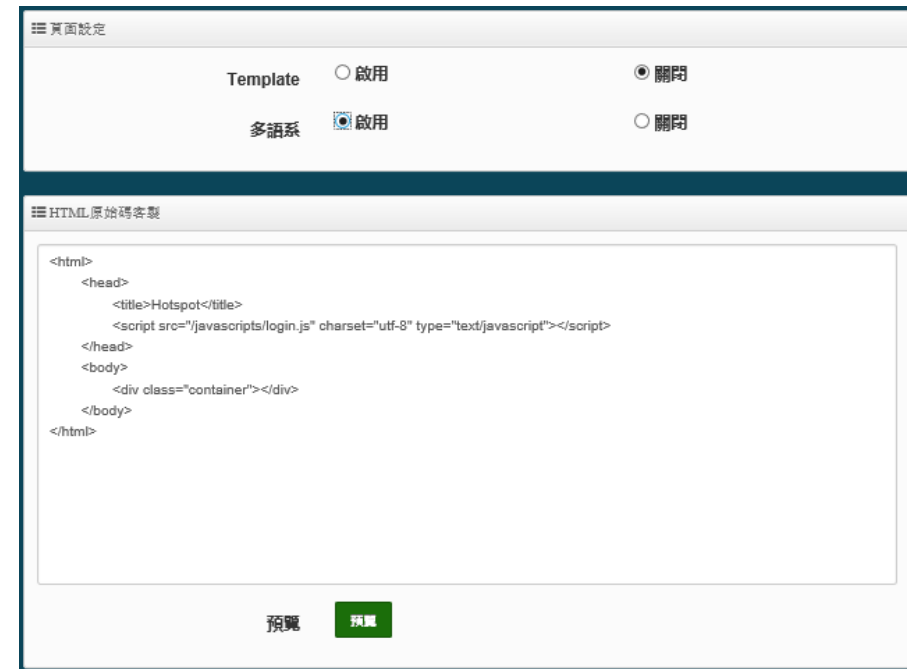 頁面設定
Template 啟用 關閉
多語系 啟用 關閉
HTML原始碼客製
<html>
<head>
<title>Hotspot</title>
<script src="/javascripts/login.js" charset="utf-8" type="text/javascript"></script>
</head>
<body>
<div class="container"></div>
</body>
</html>
預覽 預覽